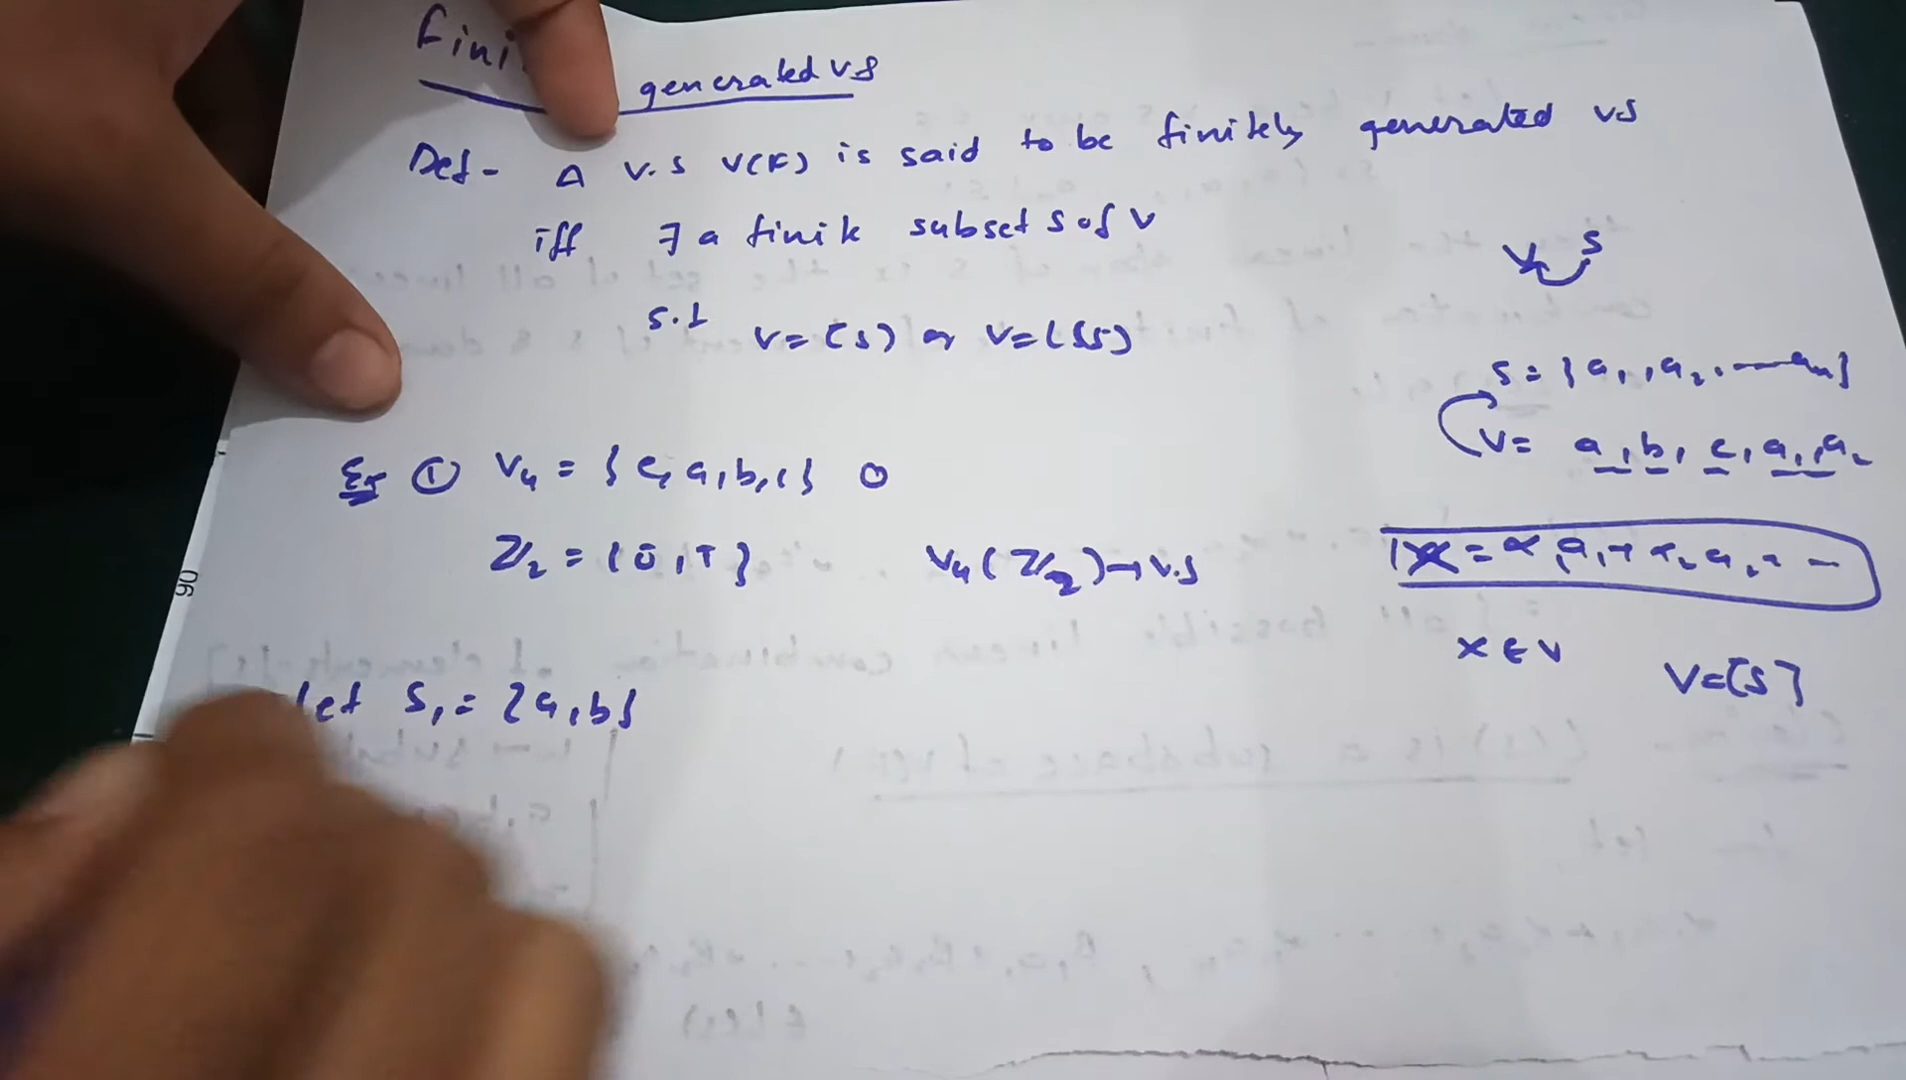 generated vs
Def- A v.s V(F) is said to be finitely generated vs
iff ∃ a finite subset S of V
s.t V=[S] or V=L(S)
V S
S = {a₁, a₂, ---- aₙ}
V = a, b, c, a₁, a₂
Ex ① V₄ = {e, a, b, c} 0
Z₂ = {0̄, 1̄} V₄(Z₂)→v.s
x = α₁a₁+ α₂a₂+ --
x ∈ V
V=[S]
let S₁ = {a, b}
90